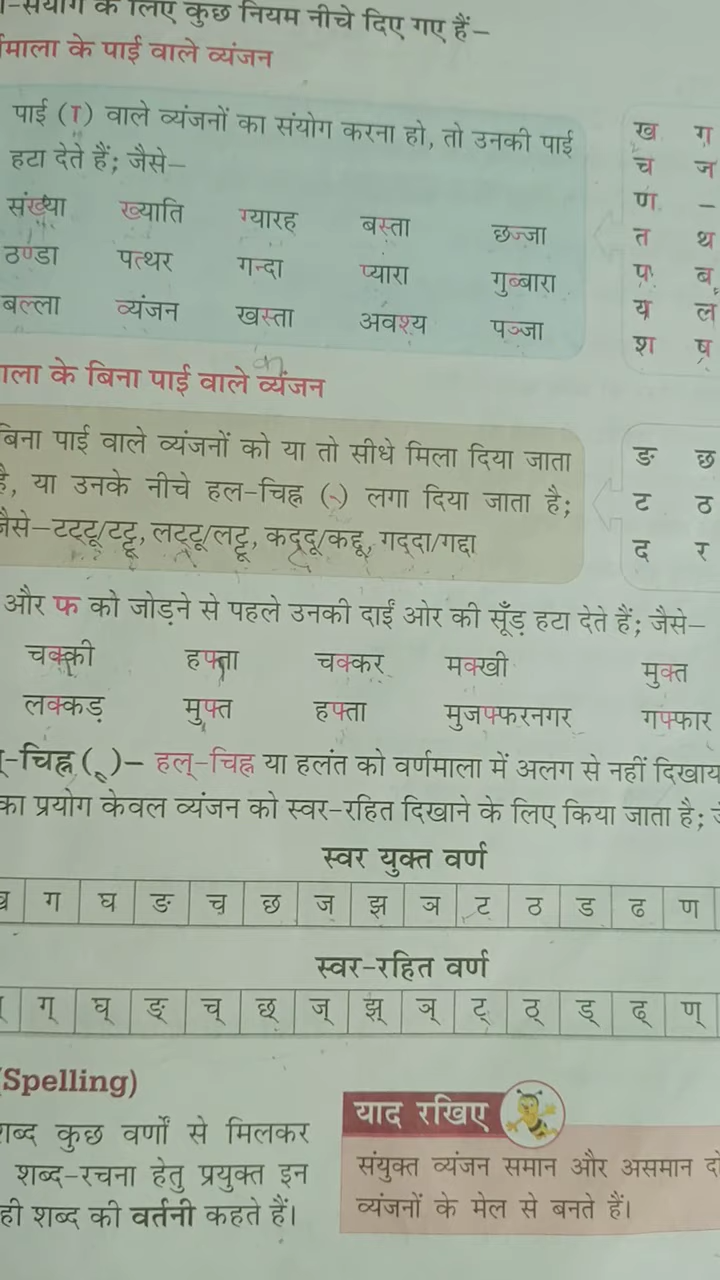 के लिए कुछ नियम नीचे दिए गए हैं–
के पाई वाले व्यंजन
पाई (ा) वाले व्यंजनों का संयोग करना हो, तो उनकी पाई
हटा देते हैं; जैसे–
संख्या ख्याति ग्यारह बस्ता छज्जा
ठण्डा पत्थर गन्दा प्यारा गुब्बारा
बल्ला व्यंजन खस्ता अवश्य पञ्जा
ख ग
च ज
ण –
त थ
प ब
य ल
श ष
के बिना पाई वाले व्यंजन
बिना पाई वाले व्यंजनों को या तो सीधे मिला दिया जाता
है, या उनके नीचे हल-चिह्न (्) लगा दिया जाता है;
जैसे–टट्टू/टट्टू, लट्टू/लट्टू, कद्दू/कद्दू, गद्दा/गद्दा
ङ छ
ट ठ
द र
और फ को जोड़ने से पहले उनकी दाईं ओर की सूँड़ हटा देते हैं; जैसे–
चक्की हफ्ता चक्कर मक्खी मुक्त
लक्कड़ मुफ्त हफ्ता मुजफ्फरनगर गफ्फार
-चिह्न (्)– हल्-चिह्न या हलंत को वर्णमाला में अलग से नहीं
का प्रयोग केवल व्यंजन को स्वर-रहित दिखाने के लिए किया जाता है;
स्वर युक्त वर्ण
ग घ ङ च छ ज झ ञ ट ठ ड ढ ण
स्वर-रहित वर्ण
ग् घ् ङ् च् छ् ज् झ् ञ् ट् ठ् ड् ढ् ण्
(Spelling)
शब्द कुछ वर्णों से मिलकर
शब्द-रचना हेतु प्रयुक्त इन
ही शब्द की वर्तनी कहते हैं।
याद रखिए
संयुक्त व्यंजन समान और असमान
व्यंजनों के मेल से बनते हैं।